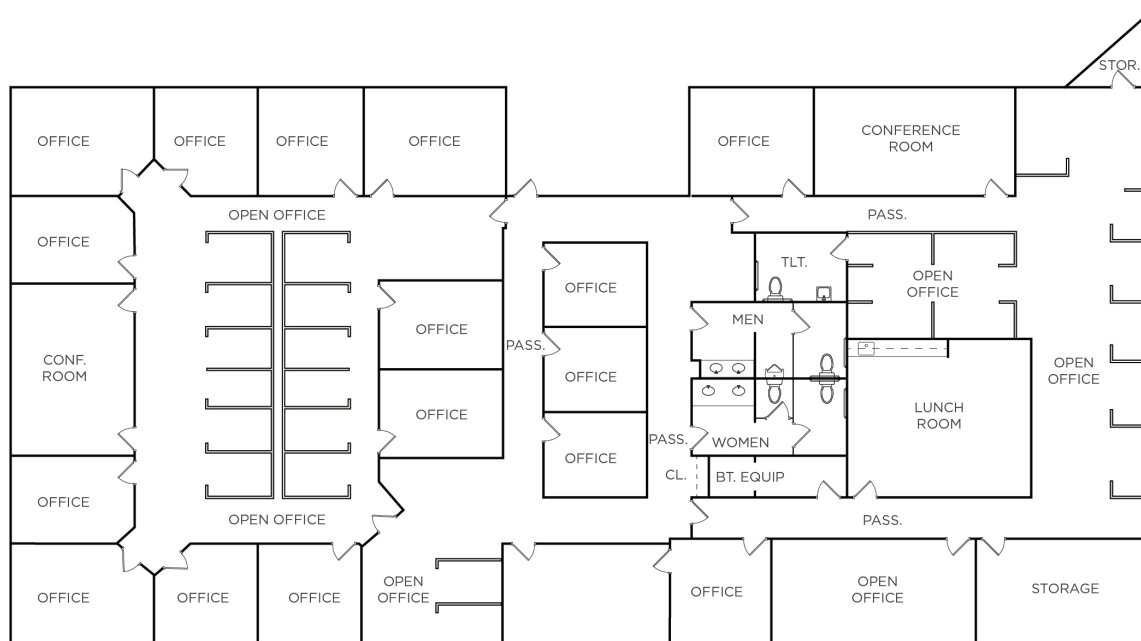 STOR.
OFFICE
OFFICE
OFFICE
OFFICE
OFFICE
CONFERENCE
ROOM
OPEN OFFICE
PASS.
OFFICE
TLT.
OPEN
OFFICE
OFFICE
MEN
OFFICE
PASS.
CONF.
ROOM
OFFICE
OPEN
OFFICE
OFFICE
LUNCH
ROOM
PASS.
WOMEN
OFFICE
CL.
BT. EQUIP
OFFICE
OPEN OFFICE
PASS.
OFFICE
OFFICE
OFFICE
OPEN
OFFICE
OFFICE
OPEN
OFFICE
STORAGE